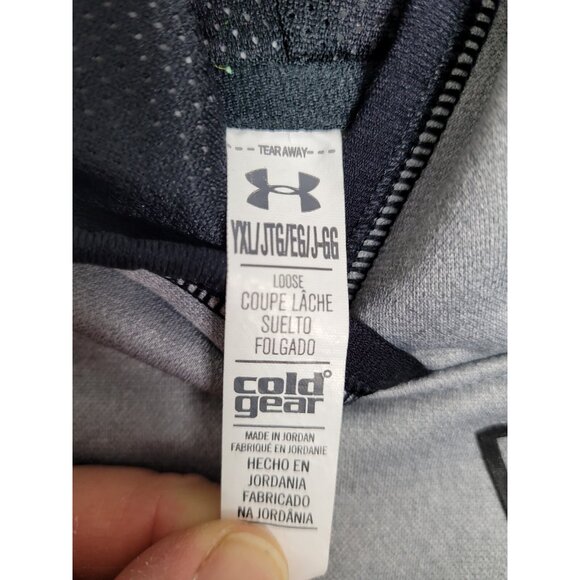 --- TEAR AWAY ---
YXL/JTG/EG/J-GG
LOOSE
COUPE LÂCHE
SUELTO
FOLGADO
cold
gear
MADE IN JORDAN
FABRIQUÉ EN JORDANIE
HECHO EN
JORDANIA
FABRICADO
NA JORDÂNIA